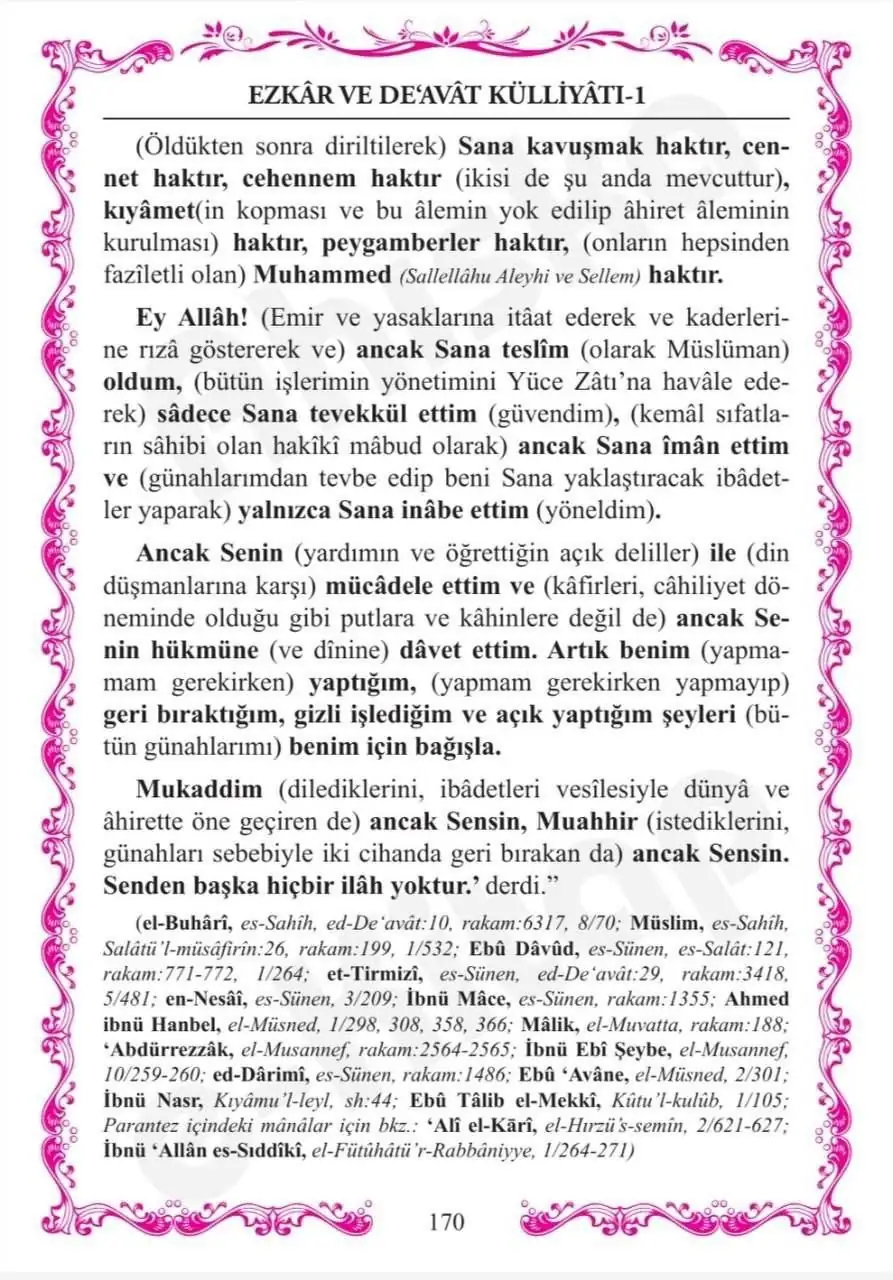 EZKÂR VE DE‘AVÂT KÜLLİYÂTI-1
(Öldükten sonra diriltilerek) Sana kavuşmak haktır, cen-
net haktır, cehennem haktır (ikisi de şu anda mevcuttur),
kıyâmet(in kopması ve bu âlemin yok edilip âhiret âleminin
kurulması) haktır, peygamberler haktır, (onların hepsinden
fazîletli olan) Muhammed (Sallellâhu Aleyhi ve Sellem) haktır.
Ey Allâh! (Emir ve yasaklarına itâat ederek ve kaderleri-
ne rızâ göstererek ve) ancak Sana teslîm (olarak Müslüman)
oldum, (bütün işlerimin yönetimini Yüce Zâtı’na havâle ede-
rek) sâdece Sana tevekkül ettim (güvendim), (kemâl sıfatla-
rın sâhibi olan hakîkî mâbud olarak) ancak Sana îmân ettim
ve (günahlarımdan tevbe edip beni Sana yaklaştıracak ibâdet-
ler yaparak) yalnızca Sana inâbe ettim (yöneldim).
Ancak Senin (yardımın ve öğrettiğin açık deliller) ile (din
düşmanlarına karşı) mücâdele ettim ve (kâfirleri, câhiliyet dö-
neminde olduğu gibi putlara ve kâhinlere değil de) ancak Se-
nin hükmüne (ve dînine) dâvet ettim. Artık benim (yapma-
mam gerekirken) yaptığım, (yapmam gerekirken yapmayıp)
geri bıraktığım, gizli işlediğim ve açık yaptığım şeyleri (bü-
tün günahlarımı) benim için bağışla.
Mukaddim (dilediklerini, ibâdetleri vesîlesiyle dünyâ ve
âhirette öne geçiren de) ancak Sensin, Muahhir (istediklerini,
günahları sebebiyle iki cihanda geri bırakan da) ancak Sensin.
Senden başka hiçbir ilâh yoktur.’ derdi.”
(el-Buhârî, es-Sahîh, ed-De‘avât:10, rakam:6317, 8/70; Müslim, es-Sahîh,
Salâtü’l-müsâfirîn:26, rakam:199, 1/532; Ebû Dâvûd, es-Sünen, es-Salât:121,
rakam:771-772, 1/264; et-Tirmizî, es-Sünen, ed-De‘avât:29, rakam:3418,
5/481; en-Nesâî, es-Sünen, 3/209; İbnü Mâce, es-Sünen, rakam:1355; Ahmed
ibnü Hanbel, el-Müsned, 1/298, 308, 358, 366; Mâlik, el-Muvatta, rakam:188;
‘Abdürrezzâk, el-Musannef, rakam:2564-2565; İbnü Ebî Şeybe, el-Musannef,
10/259-260; ed-Dârimî, es-Sünen, rakam:1486; Ebû ‘Avâne, el-Müsned, 2/301;
İbnü Nasr, Kıyâmu’l-leyl, sh:44; Ebû Tâlib el-Mekkî, Kûtu’l-kulûb, 1/105;
Parantez içindeki mânâlar için bkz.: ‘Alî el-Kārî, el-Hırzü’s-semîn, 2/621-627;
İbnü ‘Allân es-Sıddîkî, el-Fütûhâtü’r-Rabbâniyye, 1/264-271)
170